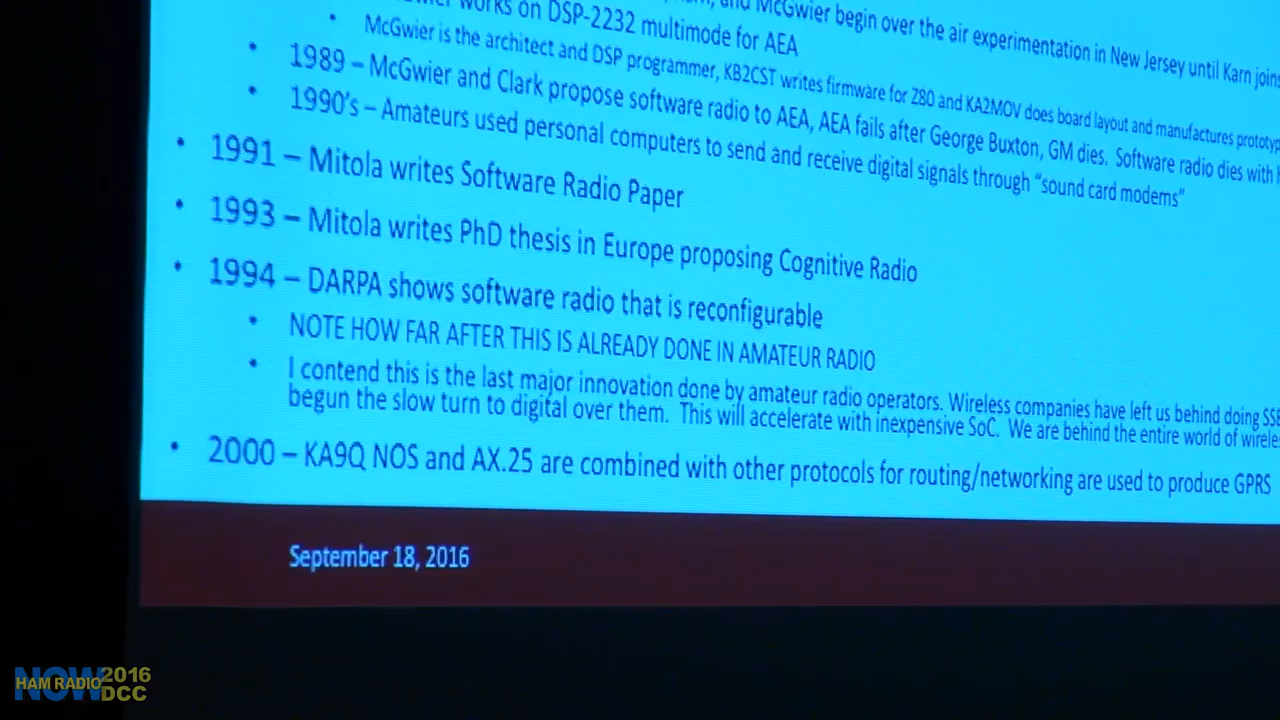 and McGwier begin over the air experimentation in New Jersey until Karn joins
works on DSP-2232 multimode for AEA
• McGwier is the architect and DSP programmer, KB2CST writes firmware for Z80 and KA2MOV does board layout and manufactures prototyp
• 1989 – McGwier and Clark propose software radio to AEA, AEA fails after George Buxton, GM dies. Software radio dies with h
• 1990's – Amateurs used personal computers to send and receive digital signals through "sound card modems"
• 1991 – Mitola writes Software Radio Paper
• 1993 – Mitola writes PhD thesis in Europe proposing Cognitive Radio
• 1994 – DARPA shows software radio that is reconfigurable
• NOTE HOW FAR AFTER THIS IS ALREADY DONE IN AMATEUR RADIO
• I contend this is the last major innovation done by amateur radio operators. Wireless companies have left us behind doing SSB
begun the slow turn to digital over them. This will accelerate with inexpensive SoC. We are behind the entire world of wireles
• 2000 – KA9Q NOS and AX.25 are combined with other protocols for routing/networking are used to produce GPRS
September 18, 2016
HAM RADIO NOW 2016 DCC